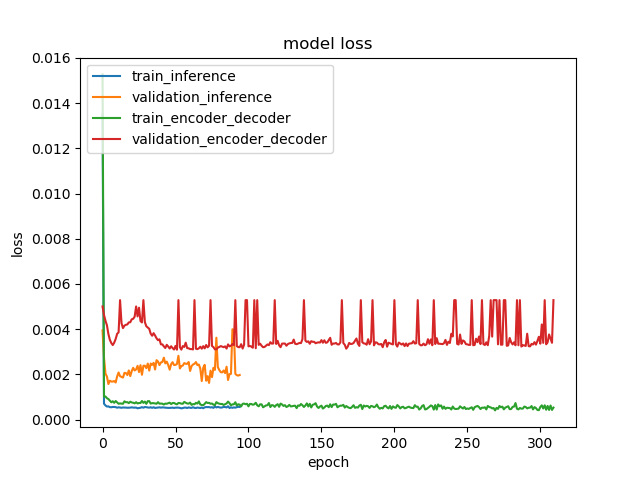 model loss
train_inference
validation_inference
train_encoder_decoder
validation_encoder_decoder
0.016
0.014
0.012
0.010
0.008
0.006
0.004
0.002
0.000
loss
0 50 100 150 200 250 300
epoch